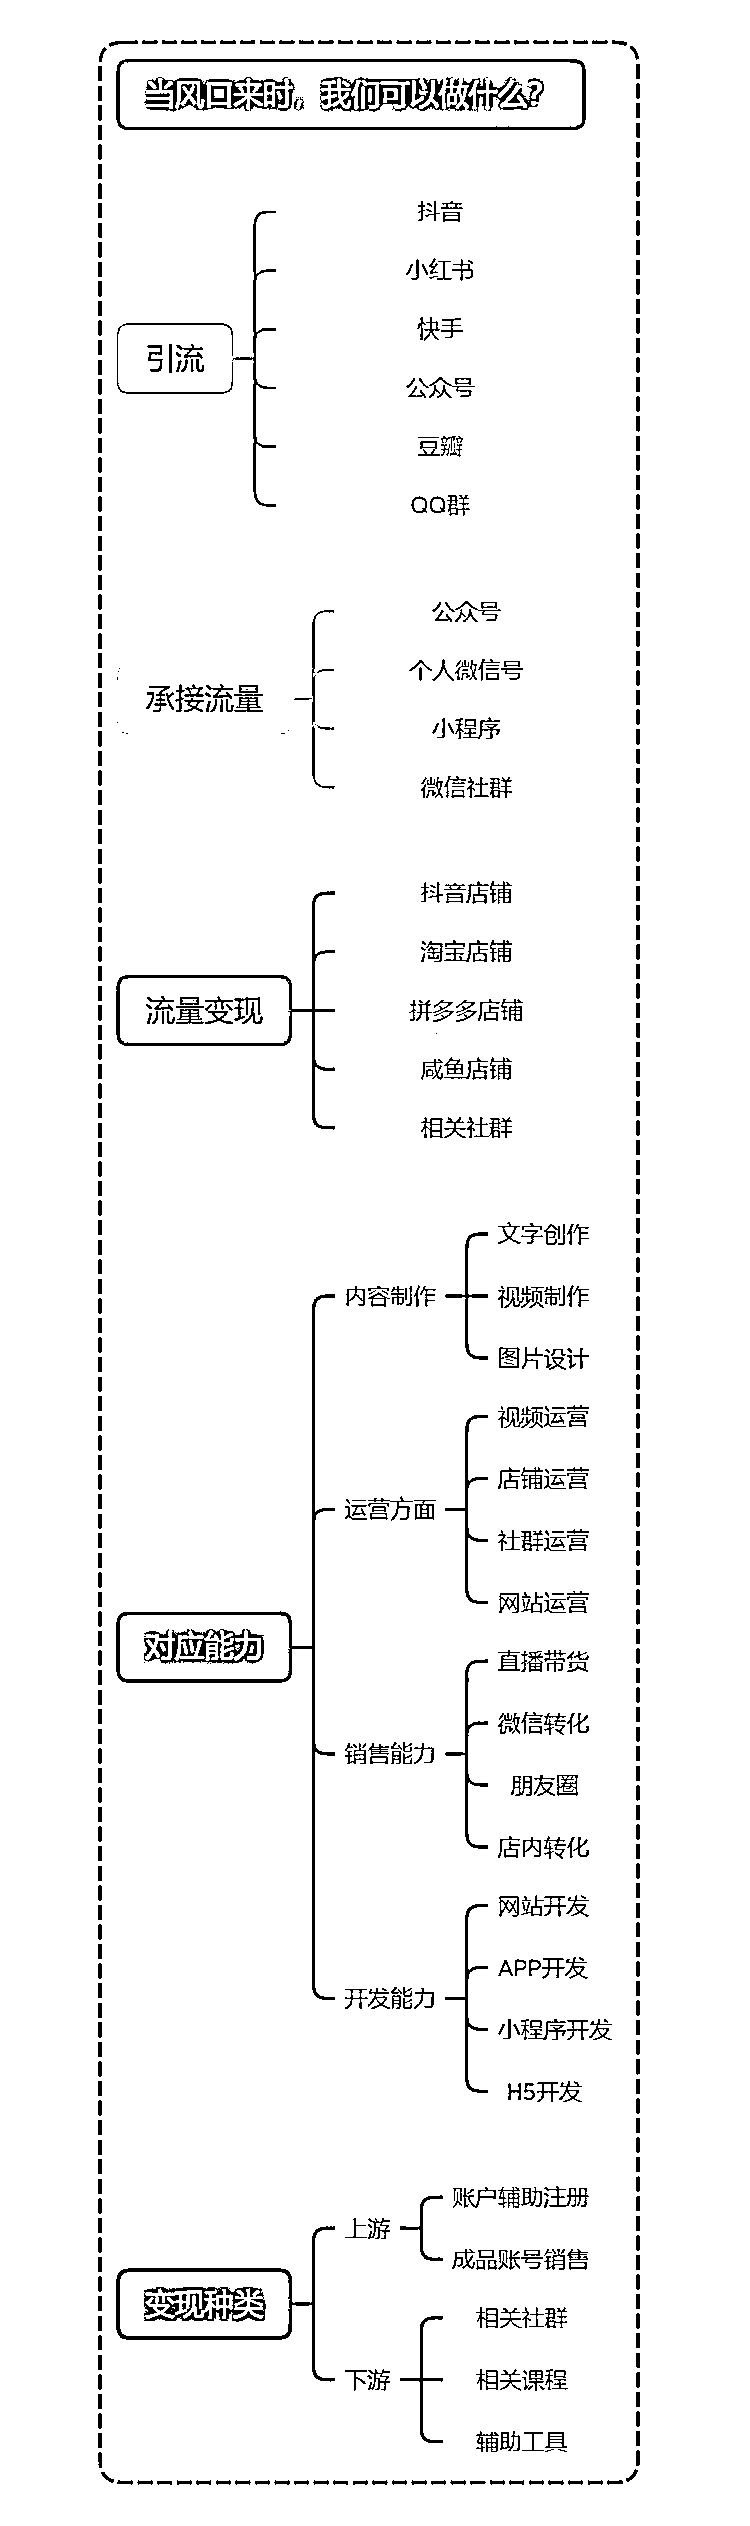 当风口来时。我们可以做什么？
引流
抖音
小红书
快手
公众号
豆瓣
QQ群
承接流量
公众号
个人微信号
小程序
微信社群
流量变现
抖音店铺
淘宝店铺
拼多多店铺
咸鱼店铺
相关社群
对应能力
内容制作
文字创作
视频制作
图片设计
运营方面
视频运营
店铺运营
社群运营
网站运营
销售能力
直播带货
微信转化
朋友圈
店内转化
开发能力
网站开发
APP开发
小程序开发
H5开发
变现种类
上游
账户辅助注册
成品账号销售
下游
相关社群
相关课程
辅助工具